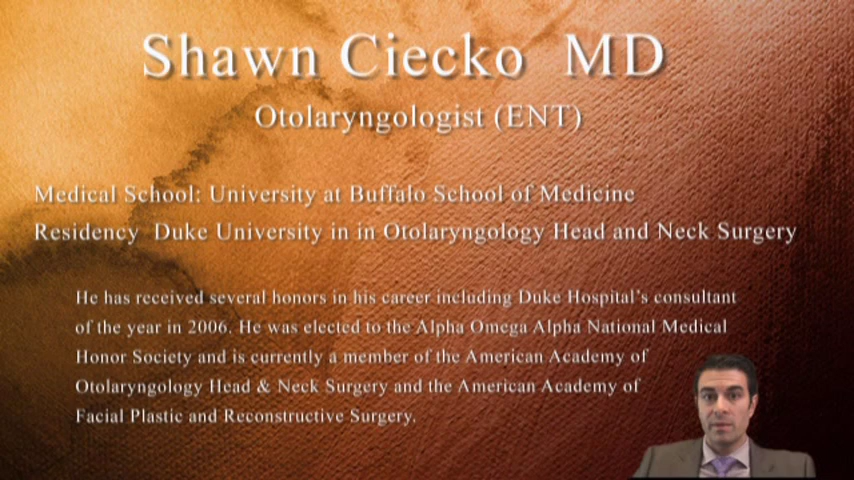 Shawn Ciecko MD
Otolaryngologist (ENT)
Medical School: University at Buffalo School of Medicine
Residency Duke University in in Otolaryngology Head and Neck Surgery
He has received several honors in his career including Duke Hospital's consultant
of the year in 2006. He was elected to the Alpha Omega Alpha National Medical
Honor Society and is currently a member of the American Academy of
Otolaryngology Head & Neck Surgery and the American Academy of
Facial Plastic and Reconstructive Surgery.